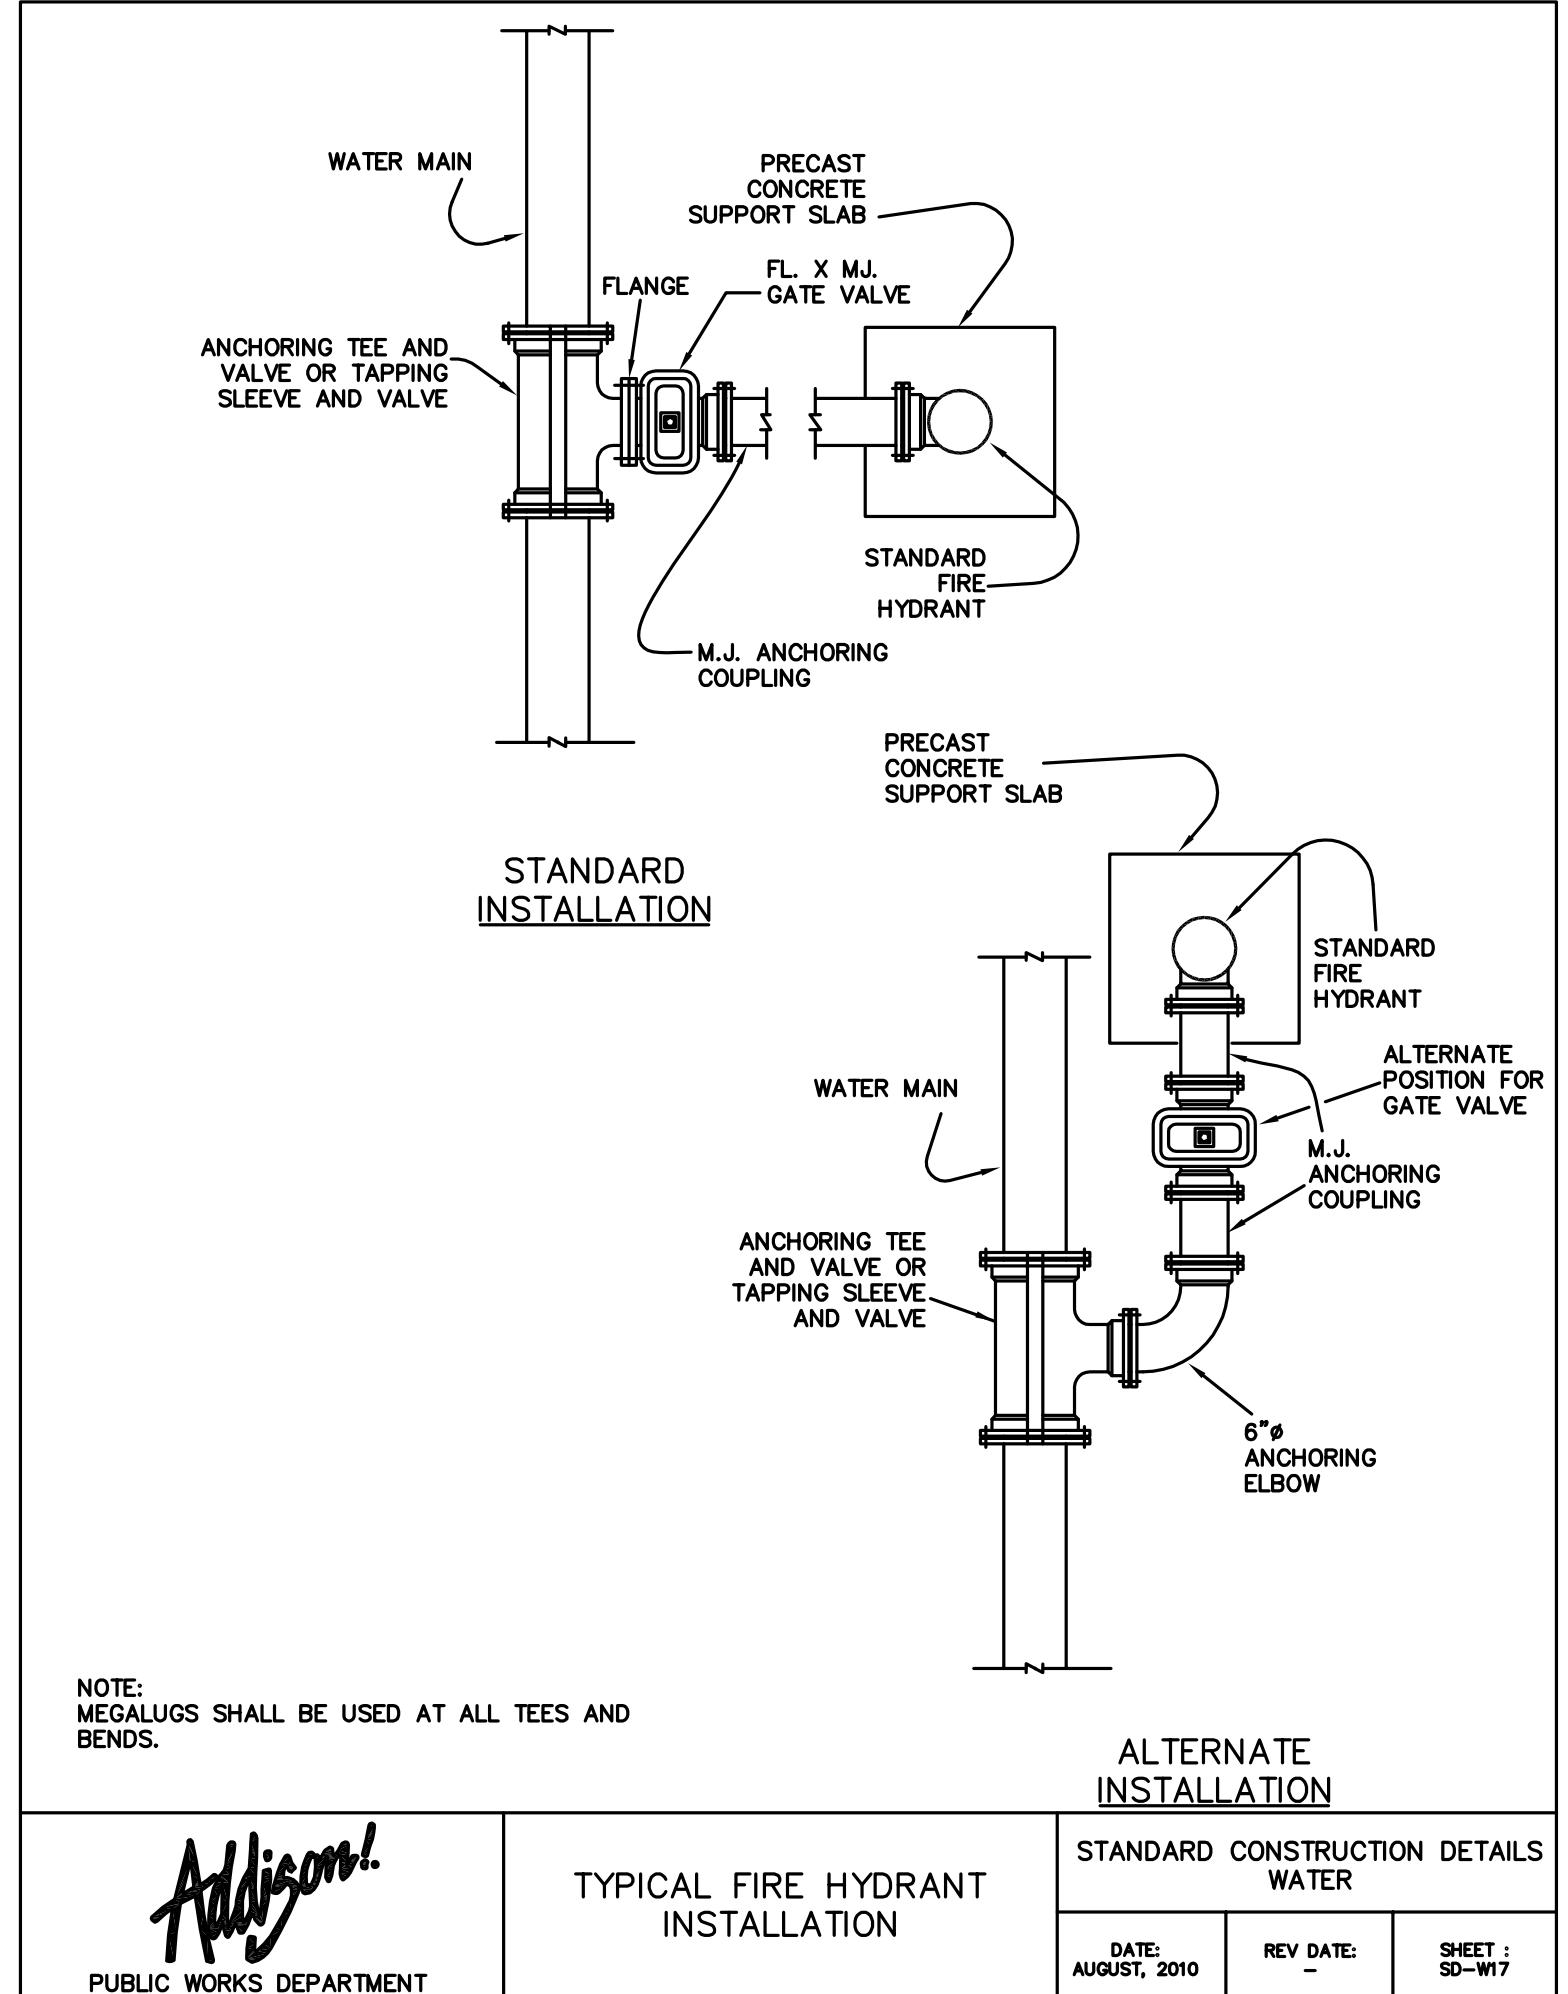 WATER MAIN
PRECAST
CONCRETE
SUPPORT SLAB
FLANGE
FL. X MJ.
GATE VALVE
ANCHORING TEE AND
VALVE OR TAPPING
SLEEVE AND VALVE
STANDARD
FIRE
HYDRANT
M.J. ANCHORING
COUPLING
STANDARD
INSTALLATION
PRECAST
CONCRETE
SUPPORT SLAB
STANDARD
FIRE
HYDRANT
ALTERNATE
POSITION FOR
GATE VALVE
WATER MAIN
M.J.
ANCHORING
COUPLING
ANCHORING TEE
AND VALVE OR
TAPPING SLEEVE
AND VALVE
6"ø
ANCHORING
ELBOW
NOTE:
MEGALUGS SHALL BE USED AT ALL TEES AND
BENDS.
ALTERNATE
INSTALLATION
Addison!
PUBLIC WORKS DEPARTMENT
TYPICAL FIRE HYDRANT
INSTALLATION
STANDARD CONSTRUCTION DETAILS
WATER
DATE:
AUGUST, 2010
REV DATE:
–
SHEET :
SD–W17